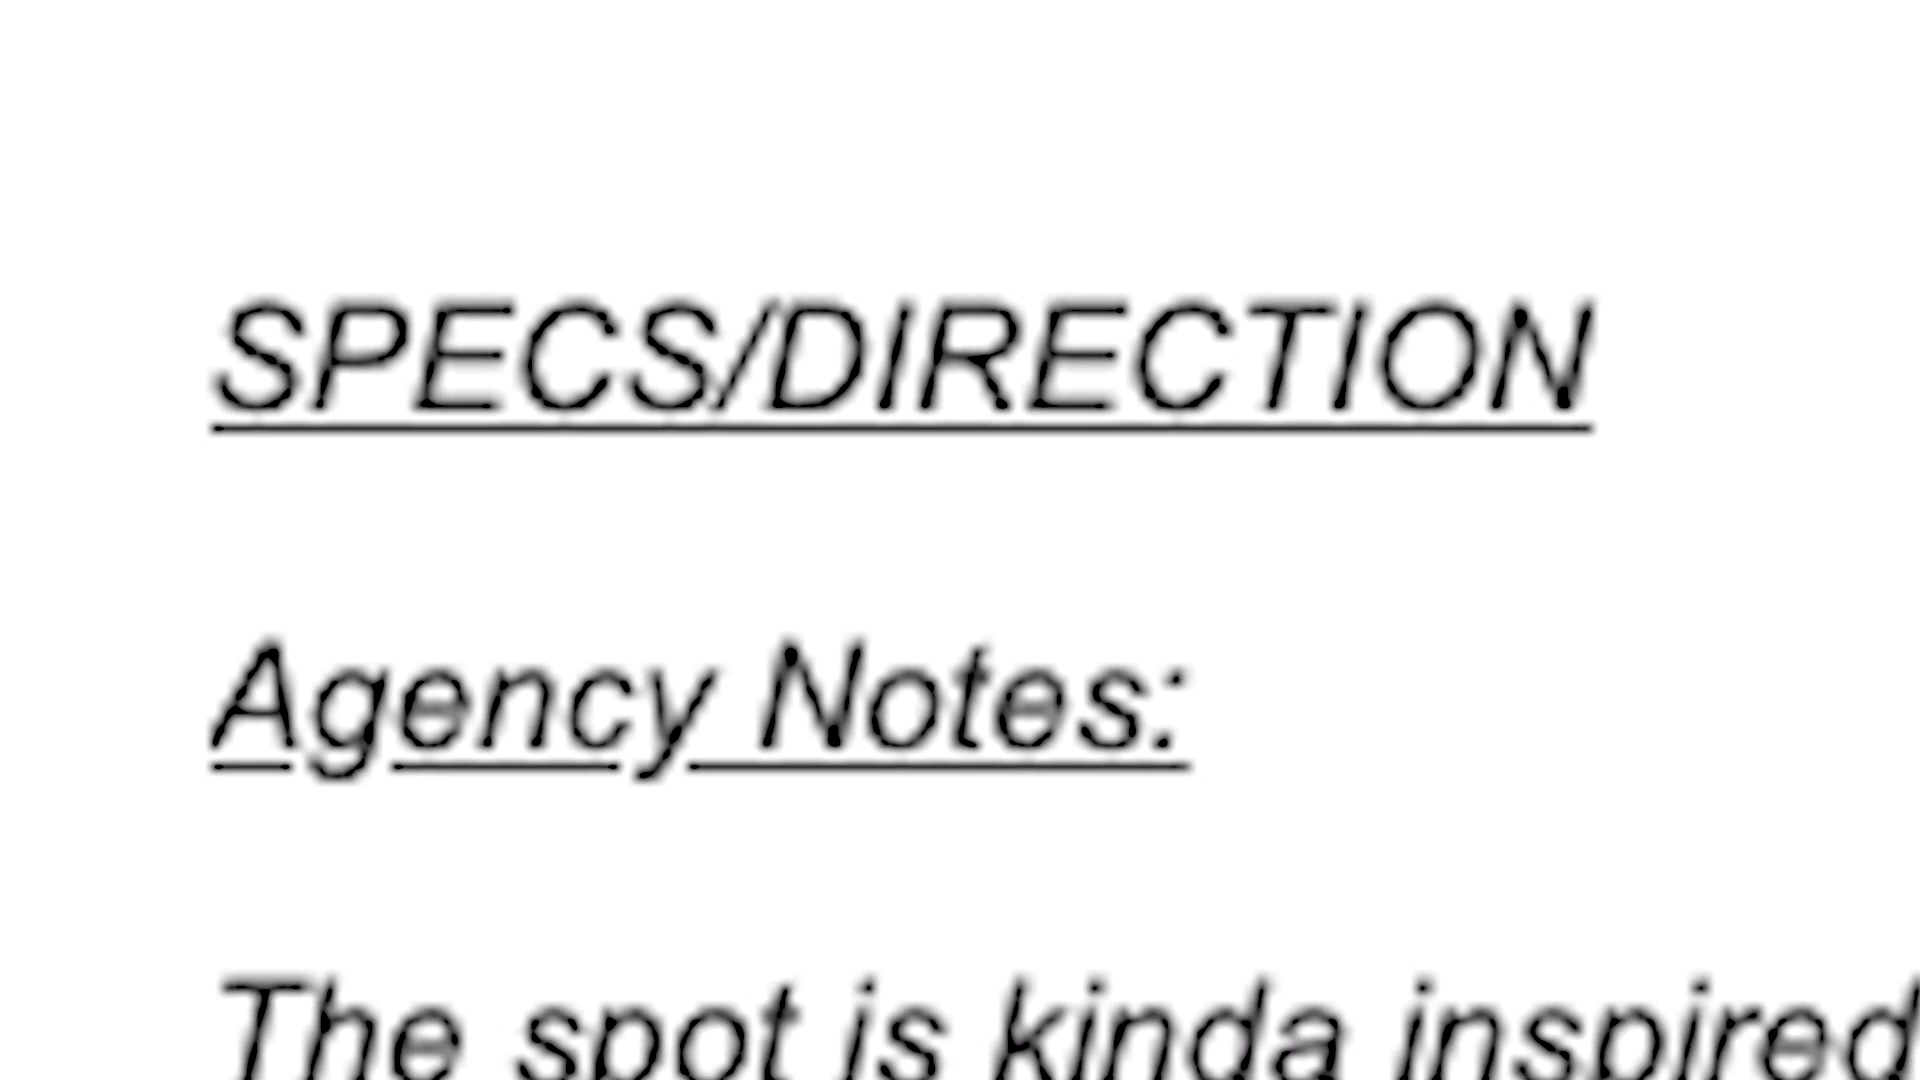 SPECS/DIRECTION
Agency Notes:
The spot is kinda inspired